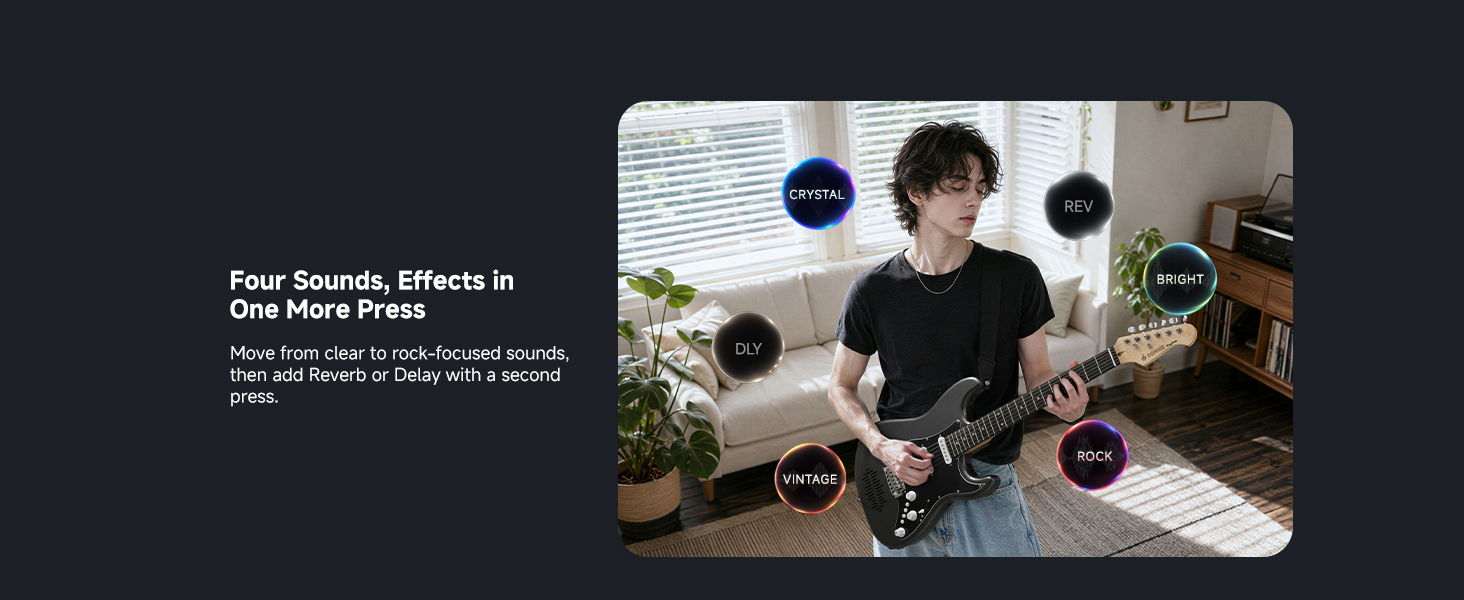 Four Sounds, Effects in
One More Press
Move from clear to rock-focused sounds,
then add Reverb or Delay with a second
press.
CRYSTAL
REV
BRIGHT
DLY
VINTAGE
ROCK